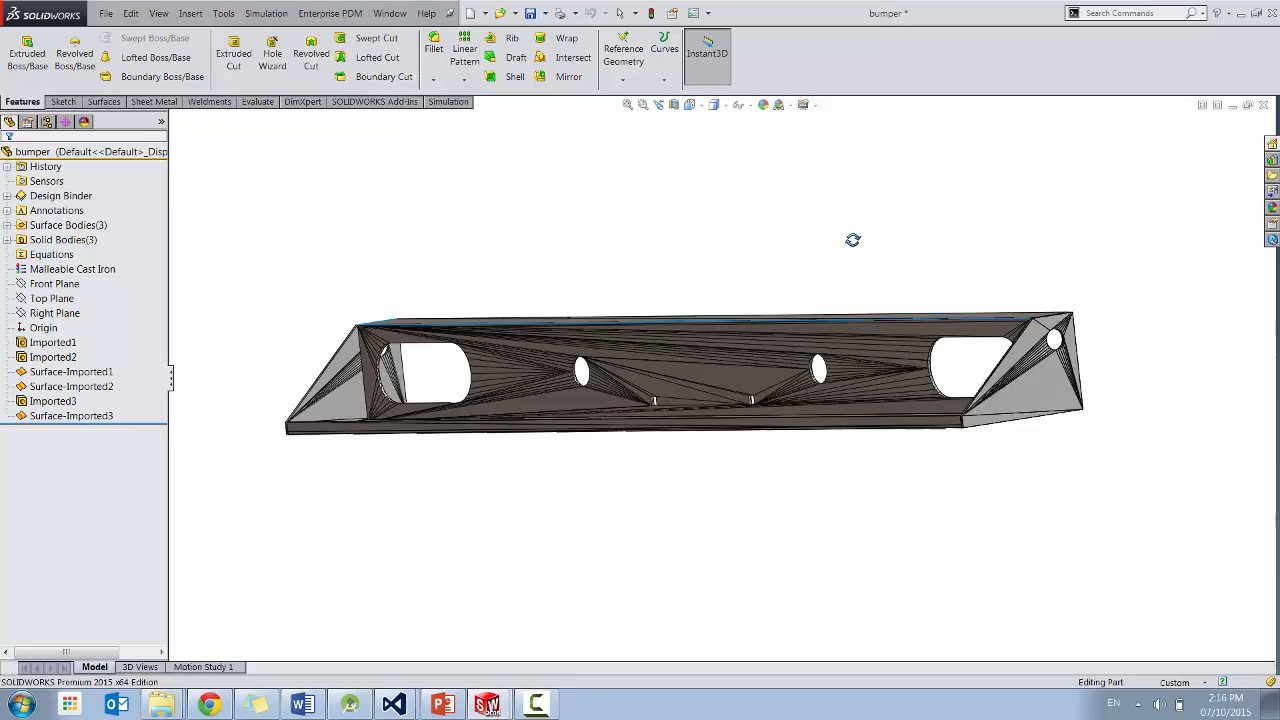 SOLIDWORKS File Edit View Insert Tools Simulation Enterprise PDM Window Help bumper * Search Commands
Extruded Boss/Base
Revolved Boss/Base
Swept Boss/Base
Lofted Boss/Base
Boundary Boss/Base
Extruded Cut
Hole Wizard
Revolved Cut
Swept Cut
Lofted Cut
Boundary Cut
Fillet
Linear Pattern
Rib
Draft
Shell
Wrap
Intersect
Mirror
Reference Geometry
Curves
Instant3D
Features Sketch Surfaces Sheet Metal Weldments Evaluate DimXpert SOLIDWORKS Add-Ins Simulation
bumper (Default<<Default>_Disp
History
Sensors
Design Binder
Annotations
Surface Bodies(3)
Solid Bodies(3)
Equations
Malleable Cast Iron
Front Plane
Top Plane
Right Plane
Origin
Imported1
Imported2
Surface-Imported1
Surface-Imported2
Imported3
Surface-Imported3
Model 3D Views Motion Study 1
SOLIDWORKS Premium 2015 x64 Edition Editing Part Custom
EN 2:16 PM
07/10/2015